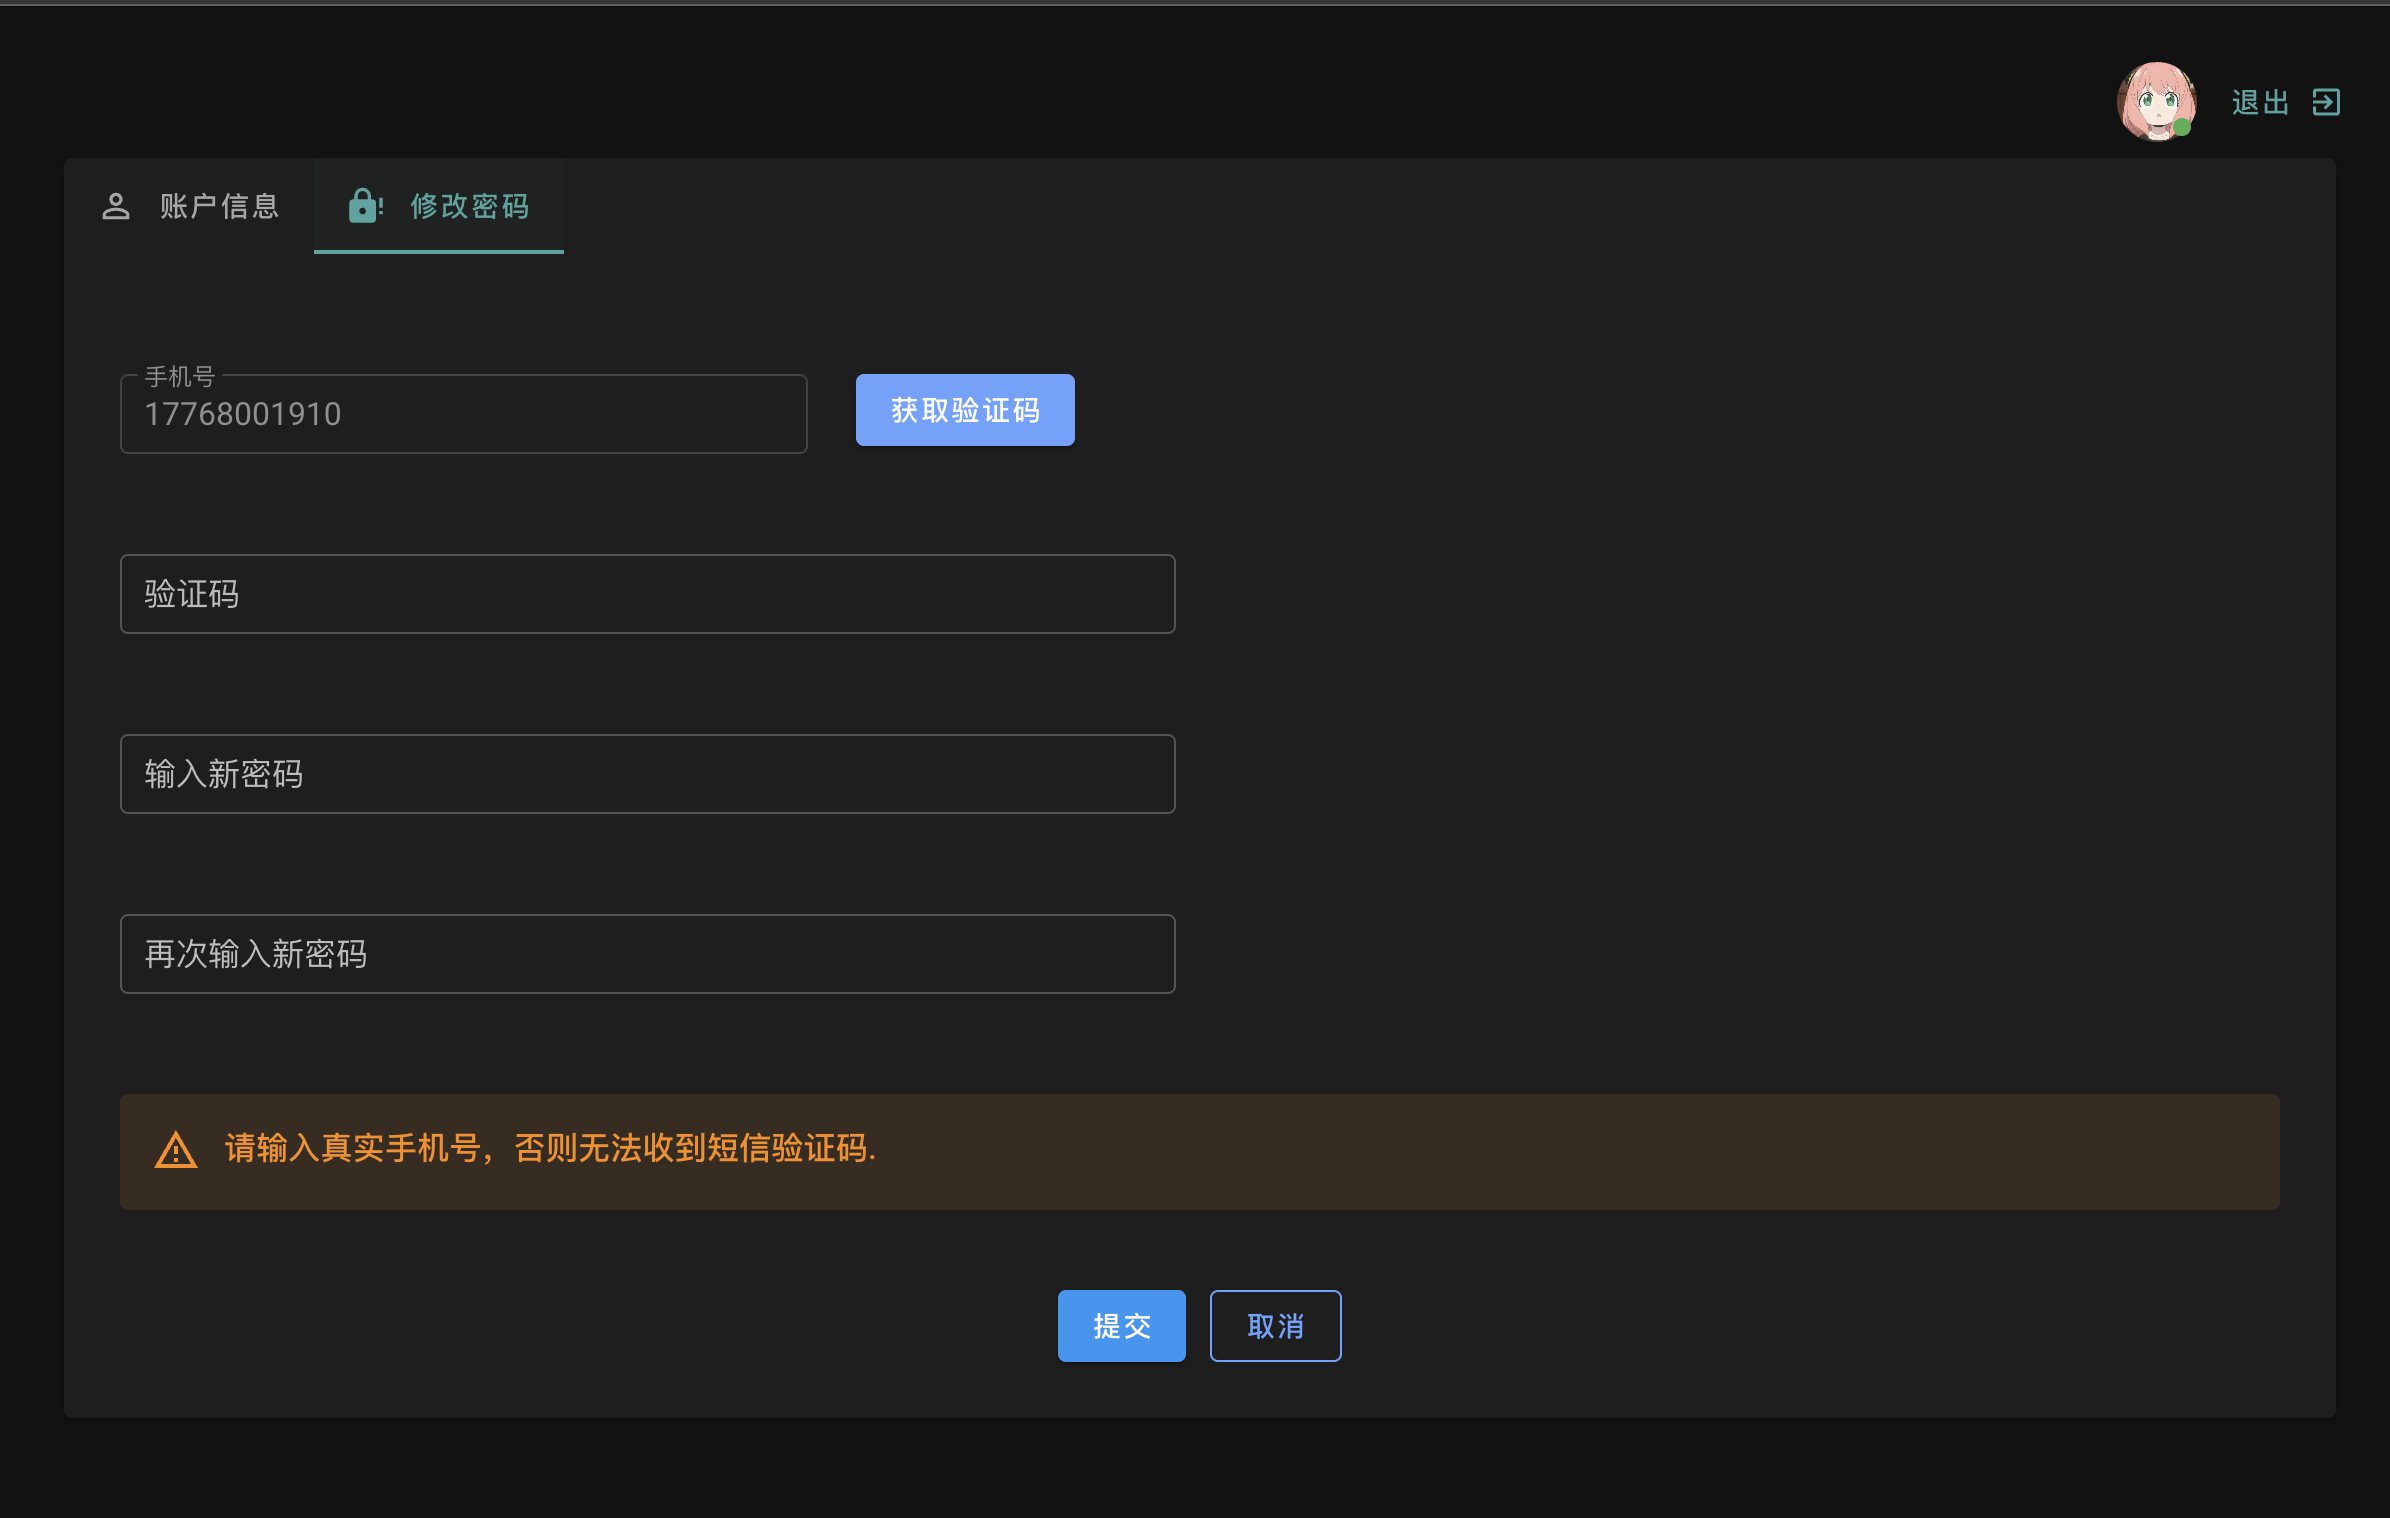 退出
账户信息
修改密码
手机号
17768001910
获取验证码
验证码
输入新密码
再次输入新密码
请输入真实手机号，否则无法收到短信验证码.
提交
取消